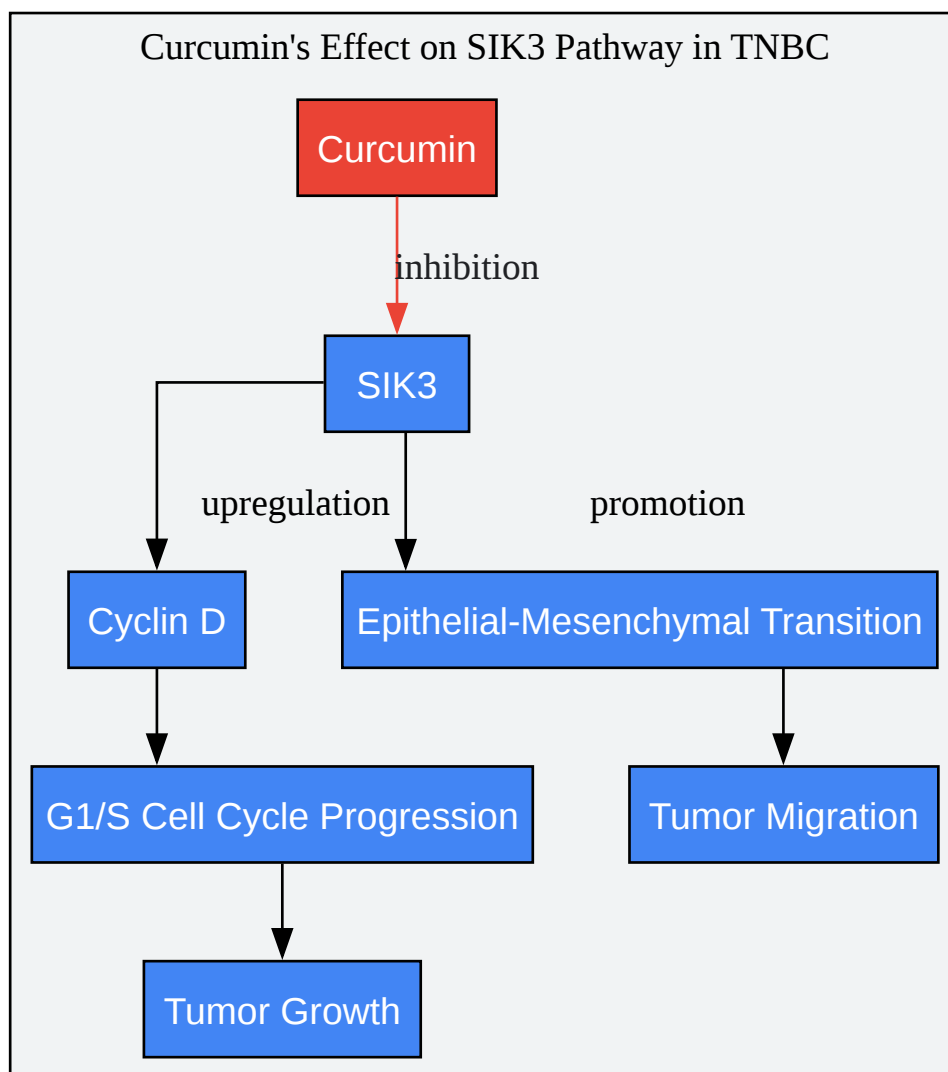 Curcumin's Effect on SIK3 Pathway in TNBC
Curcumin
inhibition
SIK3
upregulation
promotion
Cyclin D
Epithelial-Mesenchymal Transition
G1/S Cell Cycle Progression
Tumor Migration
Tumor Growth